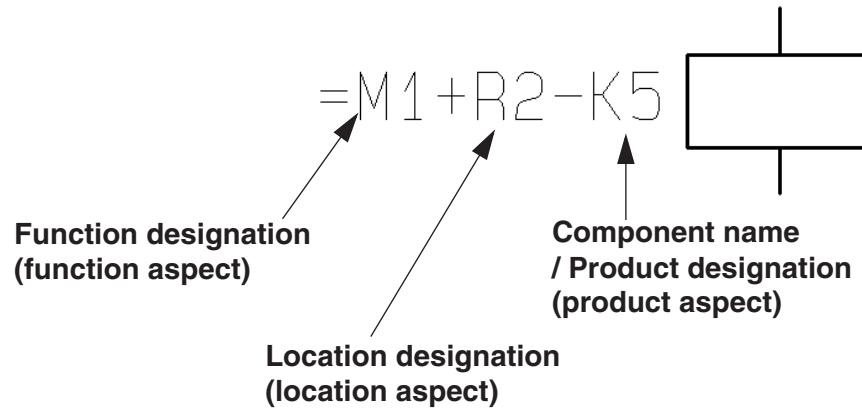 =M1+R2-K5
Function designation
(function aspect)
Component name
/ Product designation
(product aspect)
Location designation
(location aspect)